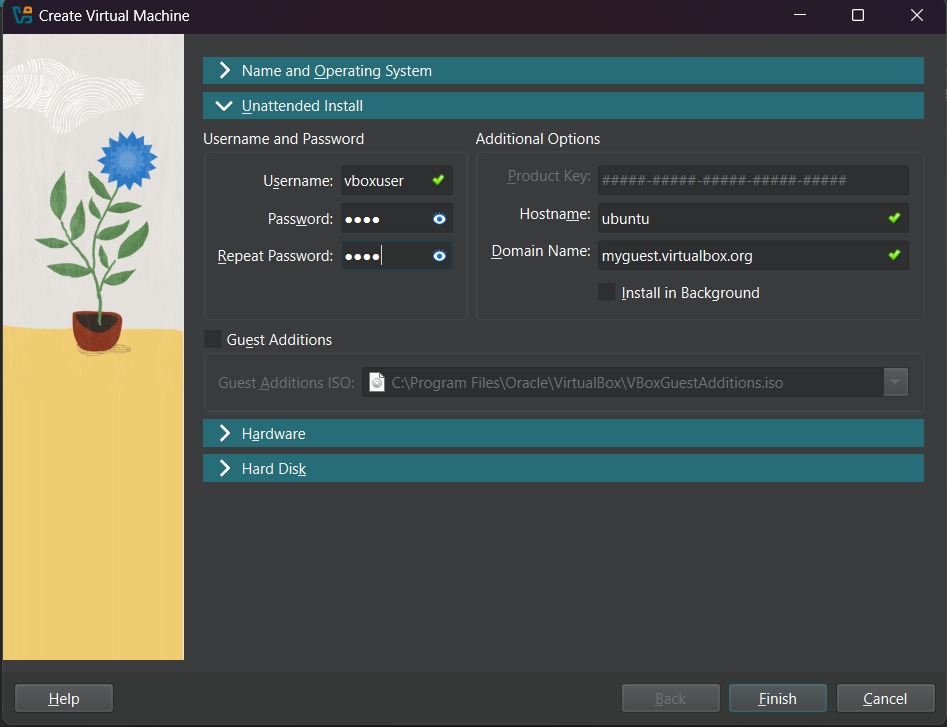 Create Virtual Machine
Name and Operating System
Unattended Install
Username and Password
Username: vboxuser
Password: ●●●●
Repeat Password: ●●●●
Additional Options
Product Key: #####-#####-#####-#####-#####
Hostname: ubuntu
Domain Name: myguest.virtualbox.org
Install in Background
Guest Additions
Guest Additions ISO: C:\Program Files\Oracle\VirtualBox\VBoxGuestAdditions.iso
Hardware
Hard Disk
Help Back Finish Cancel